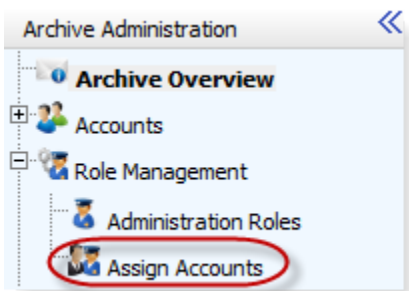 Archive Administration
Archive Overview
Accounts
Role Management
Administration Roles
Assign Accounts